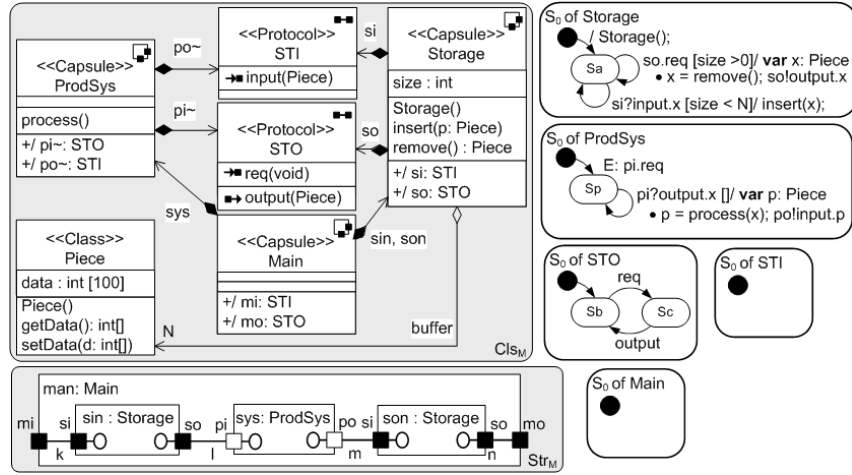 <<Capsule>>
ProdSys
process()
+/ pi~: STO
+/ po~: STI
po~
pi~
<<Protocol>>
STI
input(Piece)
<<Protocol>>
STO
req(void)
output(Piece)
si
so
<<Capsule>>
Storage
size : int
Storage()
insert(p: Piece)
remove() : Piece
+/ si: STI
+/ so: STO
sys
sin, son
<<Class>>
Piece
data : int [100]
Piece()
getData(): int[]
setData(d: int[])
N
<<Capsule>>
Main
+/ mi: STI
+/ mo: STO
buffer
Cls_M
S₀ of Storage
/ Storage();
Sa
so.req [size >0]/ var x: Piece
• x = remove(); so!output.x
si?input.x [size < N]/ insert(x);
S₀ of ProdSys
E: pi.req
Sp
pi?output.x []/ var p: Piece
• p = process(x); po!input.p
S₀ of STO
req
Sb
Sc
output
S₀ of STI
S₀ of Main
man: Main
mi
si
sin : Storage
so
pi
sys: ProdSys
po
si
son : Storage
so
mo
k
l
m
n
Str_M